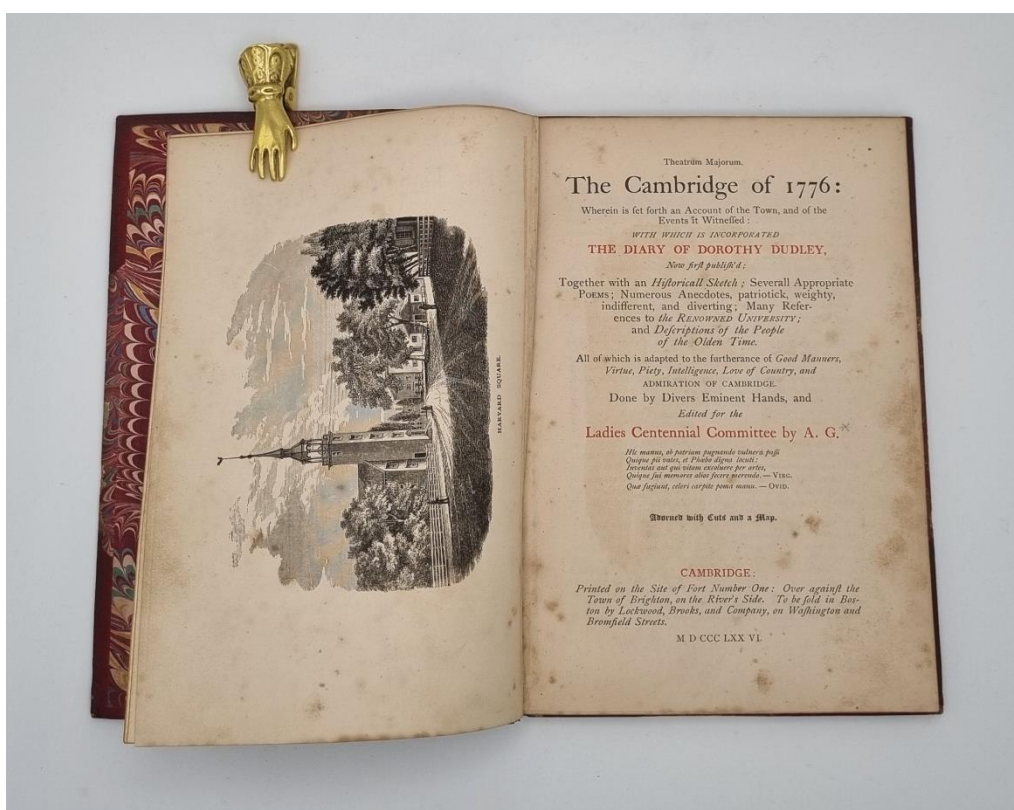 HARVARD SQUARE.
Theatrum Majorum.
The Cambridge of 1776:
Wherein is ſet forth an Account of the Town, and of the
Events it Witneſſed:
WITH WHICH IS INCORPORATED
THE DIARY OF DOROTHY DUDLEY,
Now firſt publiſh'd;
Together with an Hiſtoricall Sketch; Severall Appropriate
POEMS; Numerous Anecdotes, patriotick, weighty,
indifferent, and diverting; Many Refer-
ences to the RENOWNED UNIVERSITY;
and Deſcriptions of the People
of the Olden Time.
All of which is adapted to the furtherance of Good Manners,
Virtue, Piety, Intelligence, Love of Country, and
ADMIRATION OF CAMBRIDGE.
Done by Divers Eminent Hands, and
Edited for the
Ladies Centennial Committee by A. G.
Hic manus, ob patriam pugnando vulnera paſſi
Quique pii vates, et Phœbo digna locuti;
Inventas aut qui vitam excoluere per artes,
Quique ſui memores alios fecere merendo. — VIRG.
Quæ fugiunt, celeri carpite poma manu. — OVID.
Adorned with Cuts and a Map.
CAMBRIDGE:
Printed on the Site of Fort Number One: Over againſt the
Town of Brighton, on the River's Side. To be ſold in Bos-
ton by Lockwood, Brooks, and Company, on Waſhington and
Bromfield Streets.
M D CCC LXX VI.